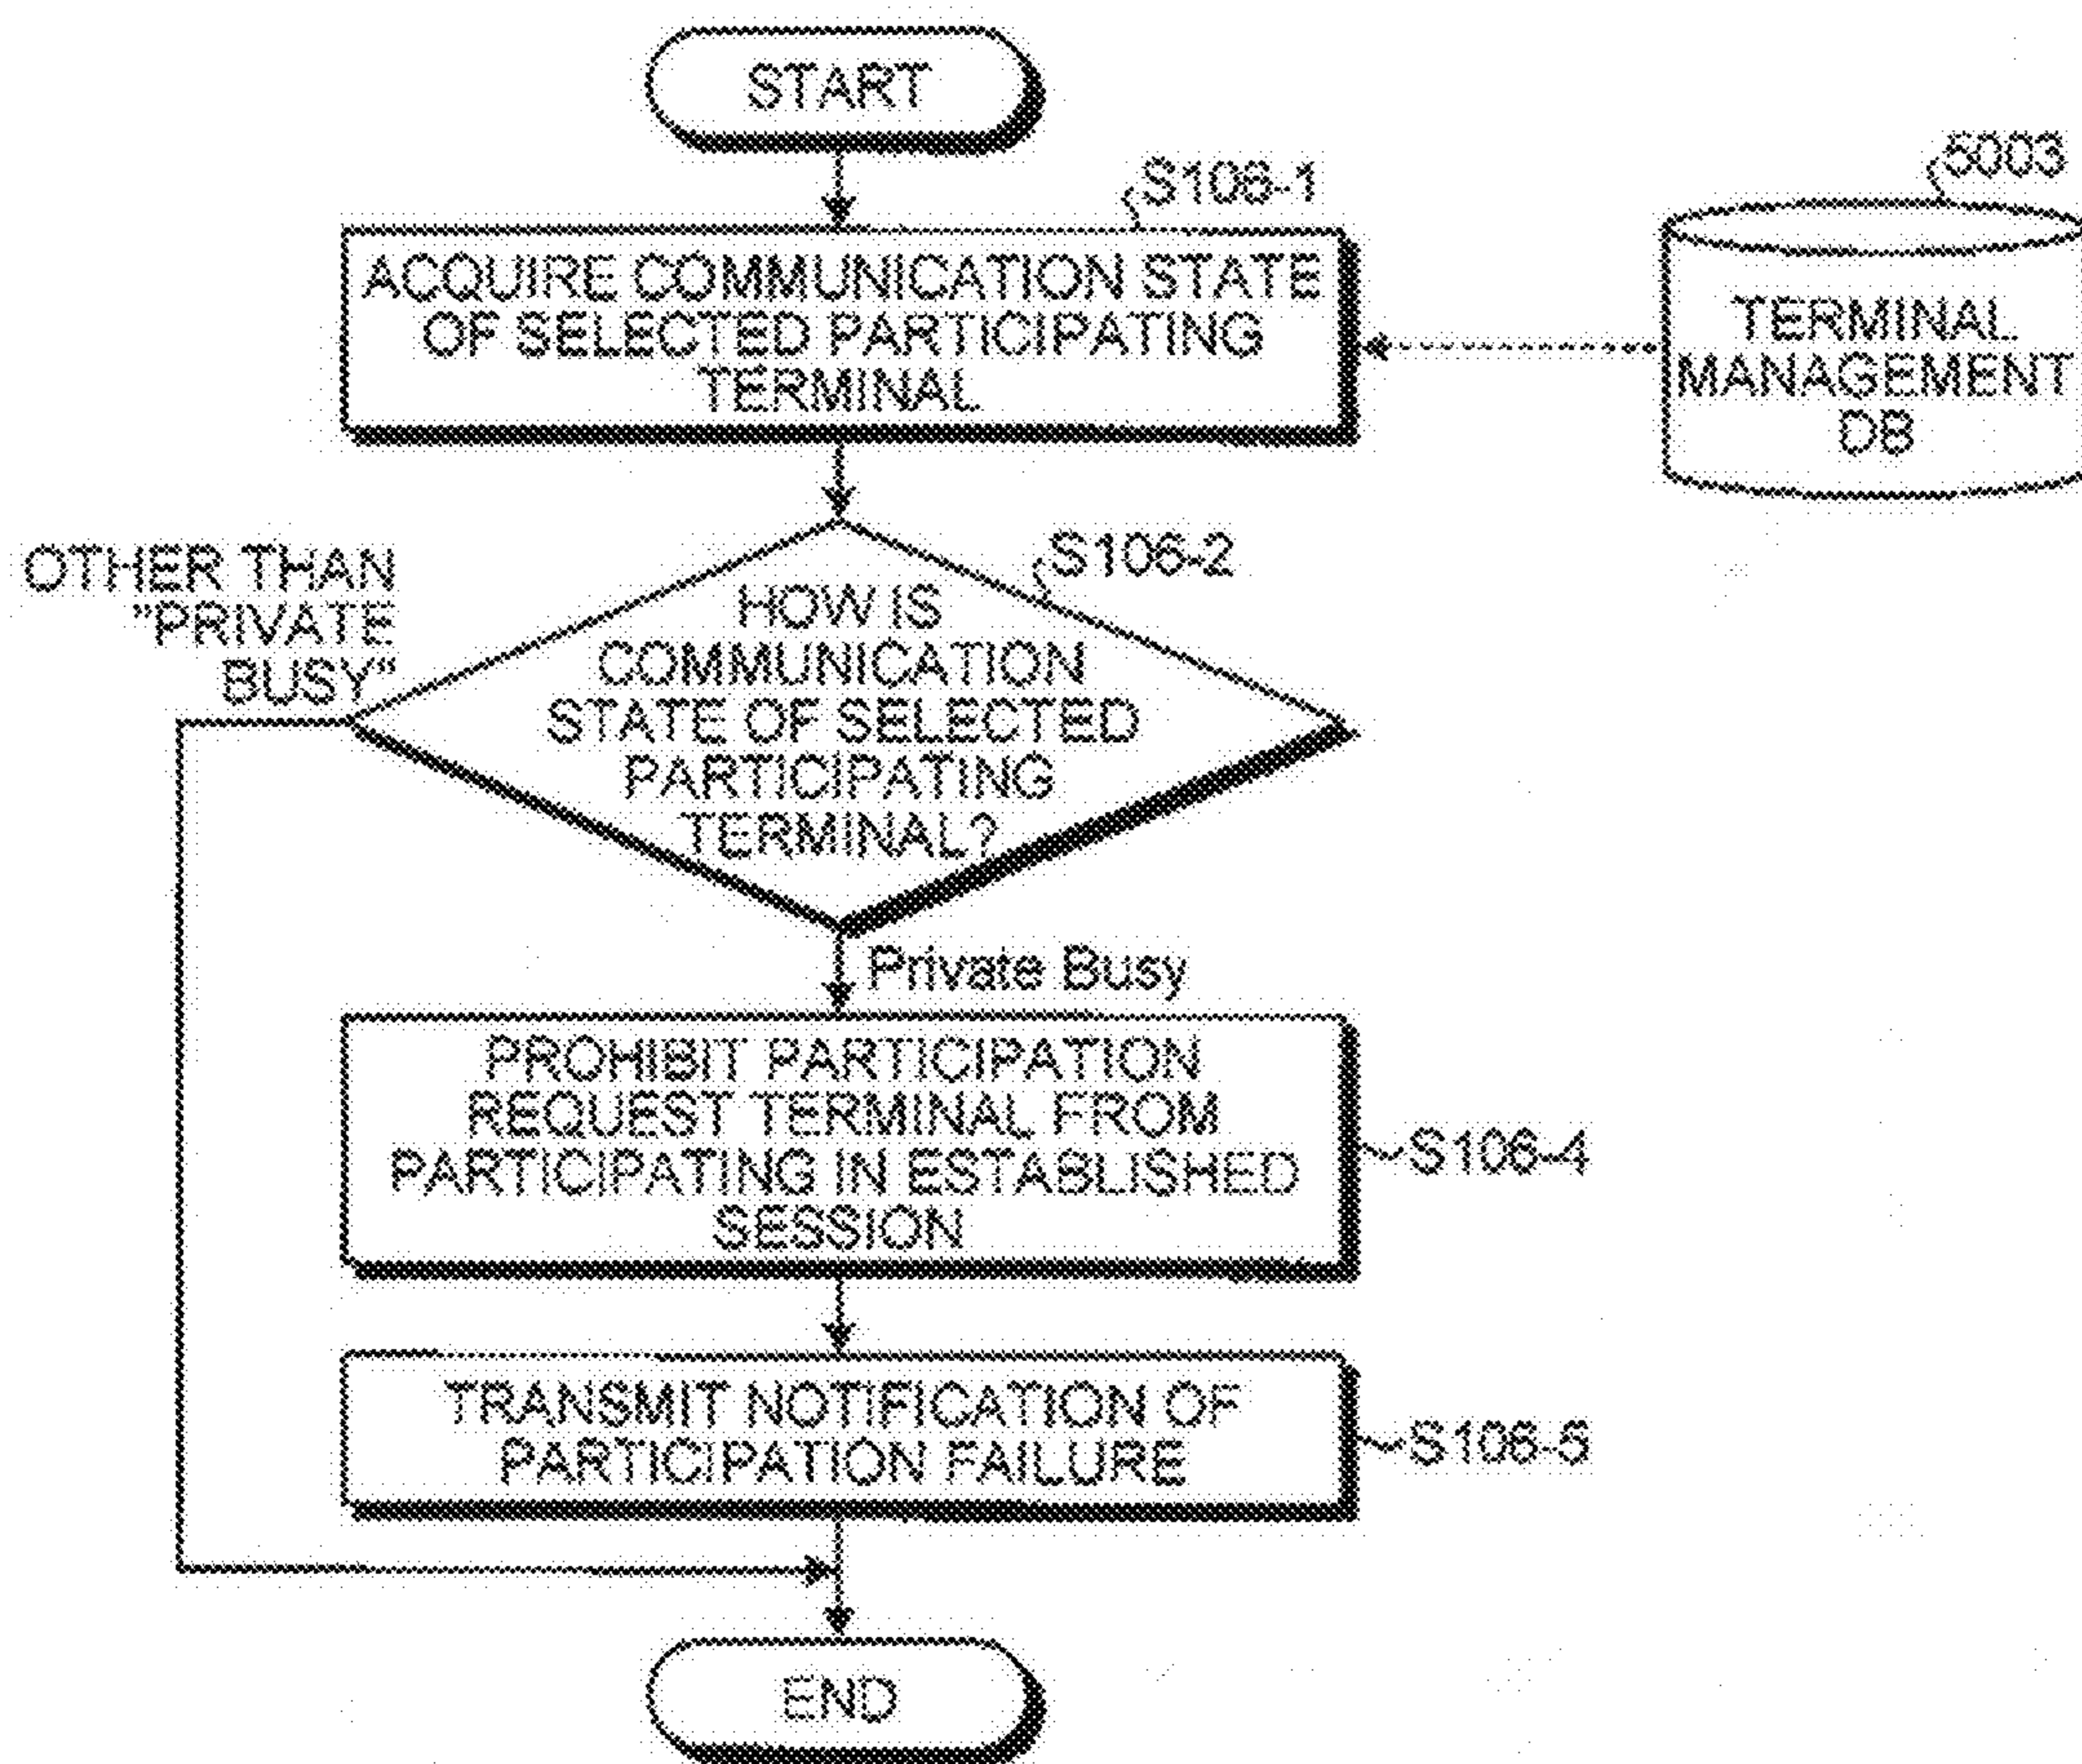 START
S106-1
ACQUIRE COMMUNICATION STATE
OF SELECTED PARTICIPATING
TERMINAL
5003
TERMINAL
MANAGEMENT
DB
OTHER THAN
"PRIVATE
BUSY"
S106-2
HOW IS
COMMUNICATION
STATE OF SELECTED
PARTICIPATING
TERMINAL?
Private Busy
PROHIBIT PARTICIPATION
REQUEST TERMINAL FROM
PARTICIPATING IN ESTABLISHED
SESSION
S106-4
TRANSMIT NOTIFICATION OF
PARTICIPATION FAILURE
S106-5
END